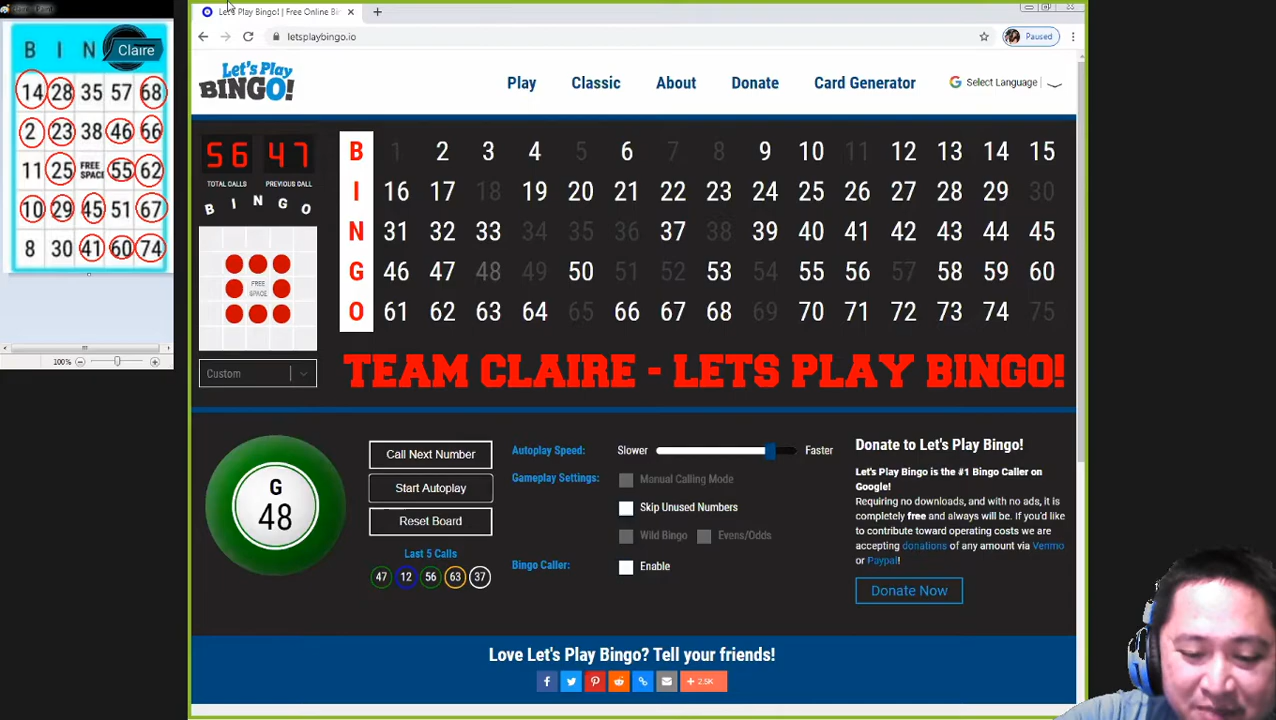 Let's Play Bingo! | Free Online Bi
letsplaybingo.io
Paused
B I N
Claire
14 28 35 57 68
2 23 38 46 66
11 25 FREE SPACE 55 62
10 29 45 51 67
8 30 41 60 74
100%
Let's Play
BINGO!
Play Classic About Donate Card Generator
G Select Language
56 47
TOTAL CALLS PREVIOUS CALL
B I N G O
FREE
SPACE
Custom
B 1 2 3 4 5 6 7 8 9 10 11 12 13 14 15
I 16 17 18 19 20 21 22 23 24 25 26 27 28 29 30
N 31 32 33 34 35 36 37 38 39 40 41 42 43 44 45
G 46 47 48 49 50 51 52 53 54 55 56 57 58 59 60
O 61 62 63 64 65 66 67 68 69 70 71 72 73 74 75
TEAM CLAIRE - LETS PLAY BINGO!
G
48
Call Next Number
Start Autoplay
Reset Board
Last 5 Calls
47 12 56 63 37
Autoplay Speed: Slower Faster
Gameplay Settings: Manual Calling Mode
Skip Unused Numbers
Wild Bingo Evens/Odds
Bingo Caller: Enable
Donate to Let's Play Bingo!
Let's Play Bingo is the #1 Bingo Caller on
Google!
Requiring no downloads, and with no ads, it is
completely free and always will be. If you'd like
to contribute toward operating costs we are
accepting donations of any amount via Venmo
or Paypal!
Donate Now
Love Let's Play Bingo? Tell your friends!
2.5K